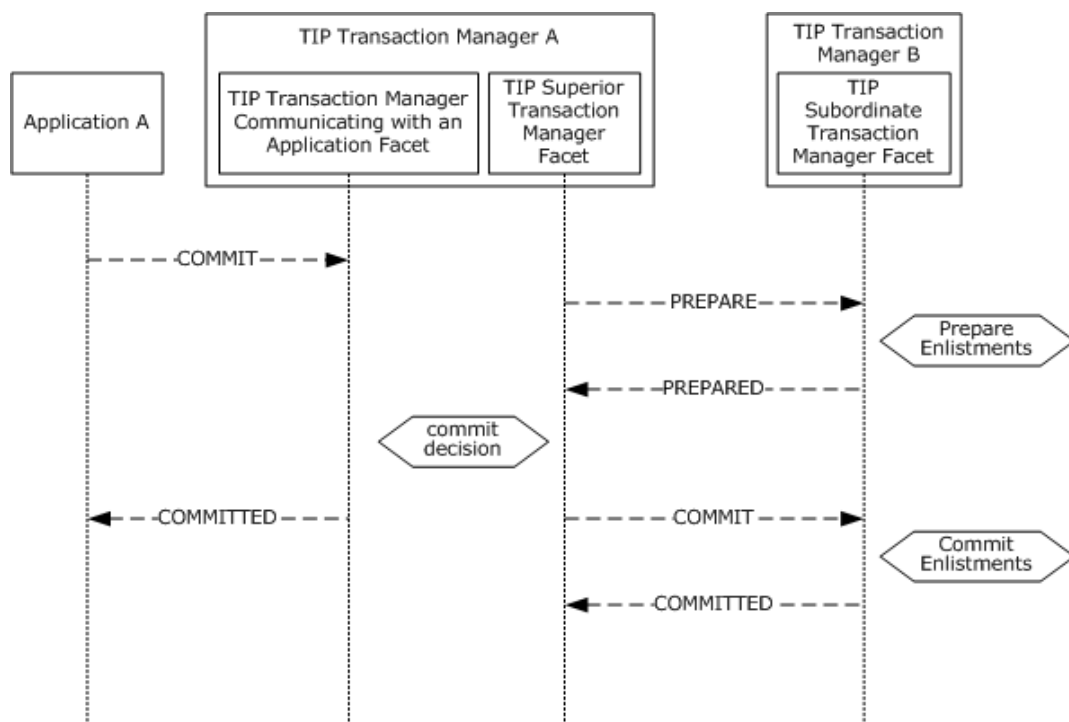 TIP Transaction Manager A
TIP Transaction
Manager B
Application A
TIP Transaction Manager
Communicating with an
Application Facet
TIP Superior
Transaction
Manager
Facet
TIP
Subordinate
Transaction
Manager Facet
COMMIT
PREPARE
Prepare
Enlistments
PREPARED
commit
decision
COMMITTED
COMMIT
Commit
Enlistments
COMMITTED